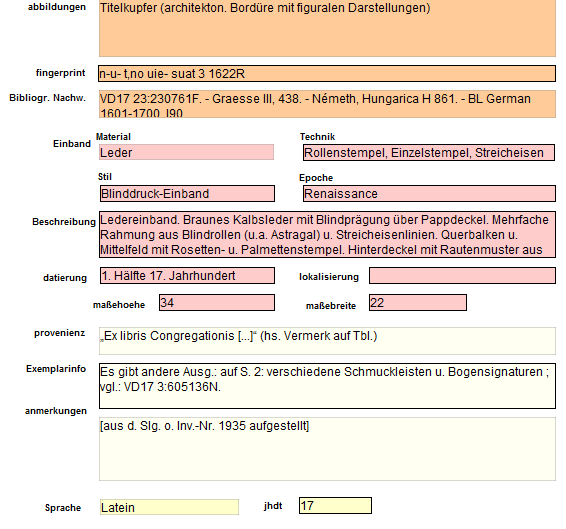 abbildungen Titelkupfer (architekton. Bordüre mit figuralen Darstellungen)
fingerprint n-u- t,no uie- suat 3 1622R
Bibliogr. Nachw. VD17 23:230761F. - Graesse III, 438. - Németh, Hungarica H 861. - BL German
1601-1700, I90
Einband Material Technik
Leder Rollenstempel, Einzelstempel, Streicheisen
Stil Epoche
Blinddruck-Einband Renaissance
Beschreibung Ledereinband. Braunes Kalbsleder mit Blindprägung über Pappdeckel. Mehrfache
Rahmung aus Blindrollen (u.a. Astragal) u. Streicheisenlinien. Querbalken u.
Mittelfeld mit Rosetten- u. Palmettenstempel. Hinterdeckel mit Rautenmuster aus
datierung 1. Hälfte 17. Jahrhundert lokalisierung
maßehoehe 34 maßebreite 22
provenienz „Ex libris Congregationis [...]“ (hs. Vermerk auf Tbl.)
Exemplarinfo Es gibt andere Ausg.: auf S. 2: verschiedene Schmuckleisten u. Bogensignaturen ;
vgl.: VD17 3:605136N.
anmerkungen
[aus d. Slg. o. Inv.-Nr. 1935 aufgestellt]
Sprache Latein jhdt 17